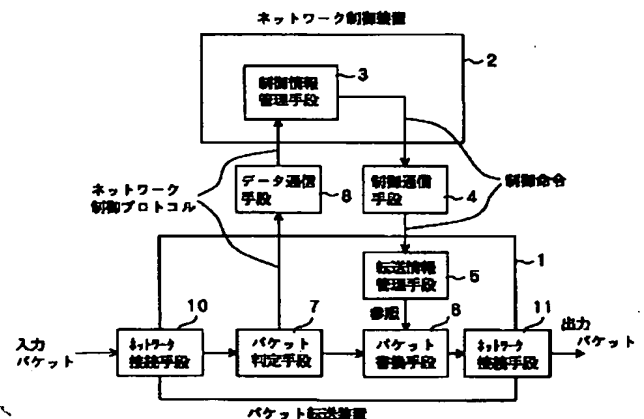 ネットワーク制御装置
2
3
制御情報
管理手段
ネットワーク
制御プロトコル
データ通信
手段
8
制御通信
手段
4
制御命令
転送情報
管理手段
5
1
10
7
6
11
入力
パケット
ネットワーク
接続手段
パケット
判定手段
パケット
書換手段
ネットワーク
接続手段
出力
パケット
パケット転送装置